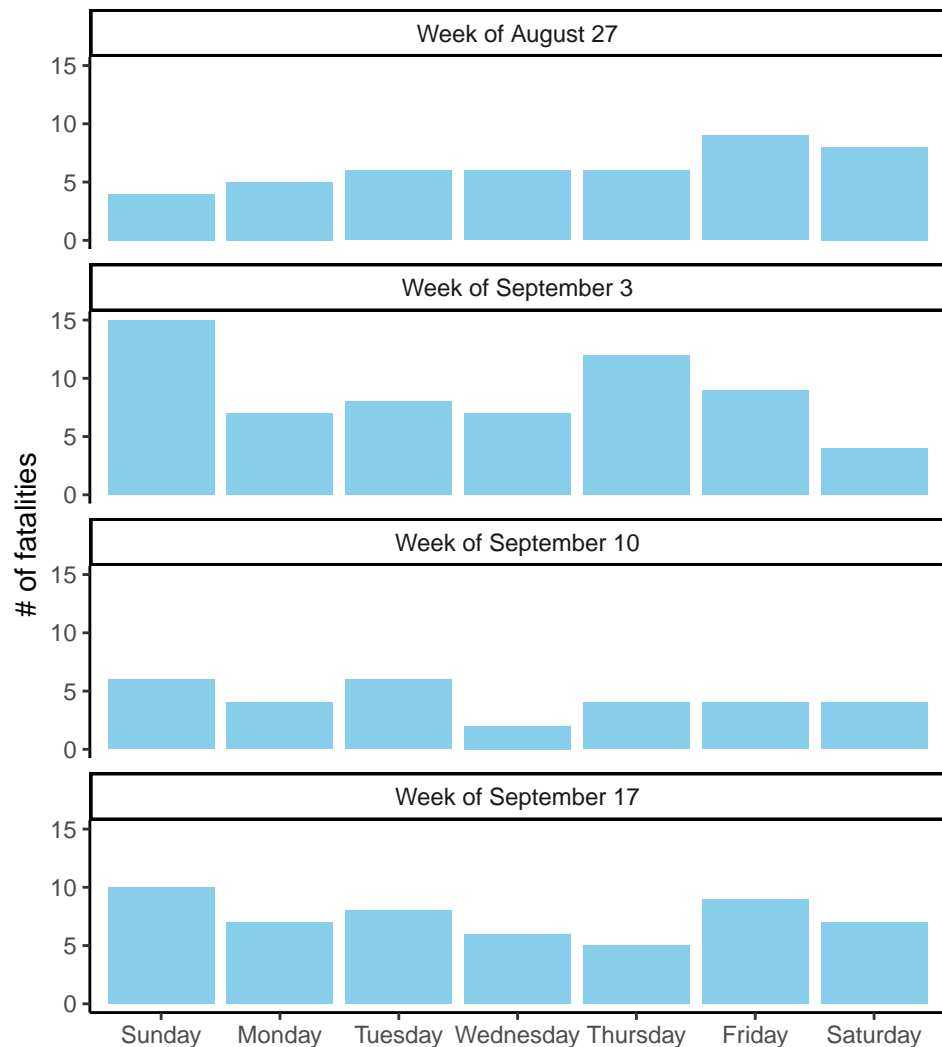 Week of August 27
15
10
5
0
Week of September 3
15
10
5
0
Week of September 10
15
10
5
0
Week of September 17
15
10
5
0
# of fatalities
Sunday Monday Tuesday Wednesday Thursday Friday Saturday